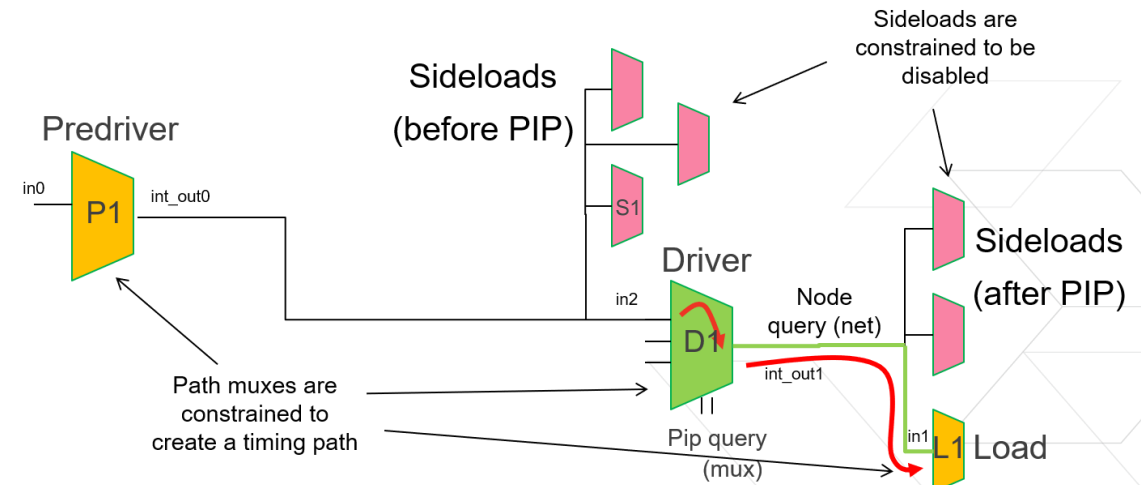 Sideloads are
constrained to be
disabled
Sideloads
(before PIP)
Predriver
in0
P1
int_out0
S1
Sideloads
(after PIP)
Driver
in2
D1
Node
query (net)
int_out1
Path muxes are
constrained to
create a timing path
Pip query
(mux)
in1
L1
Load